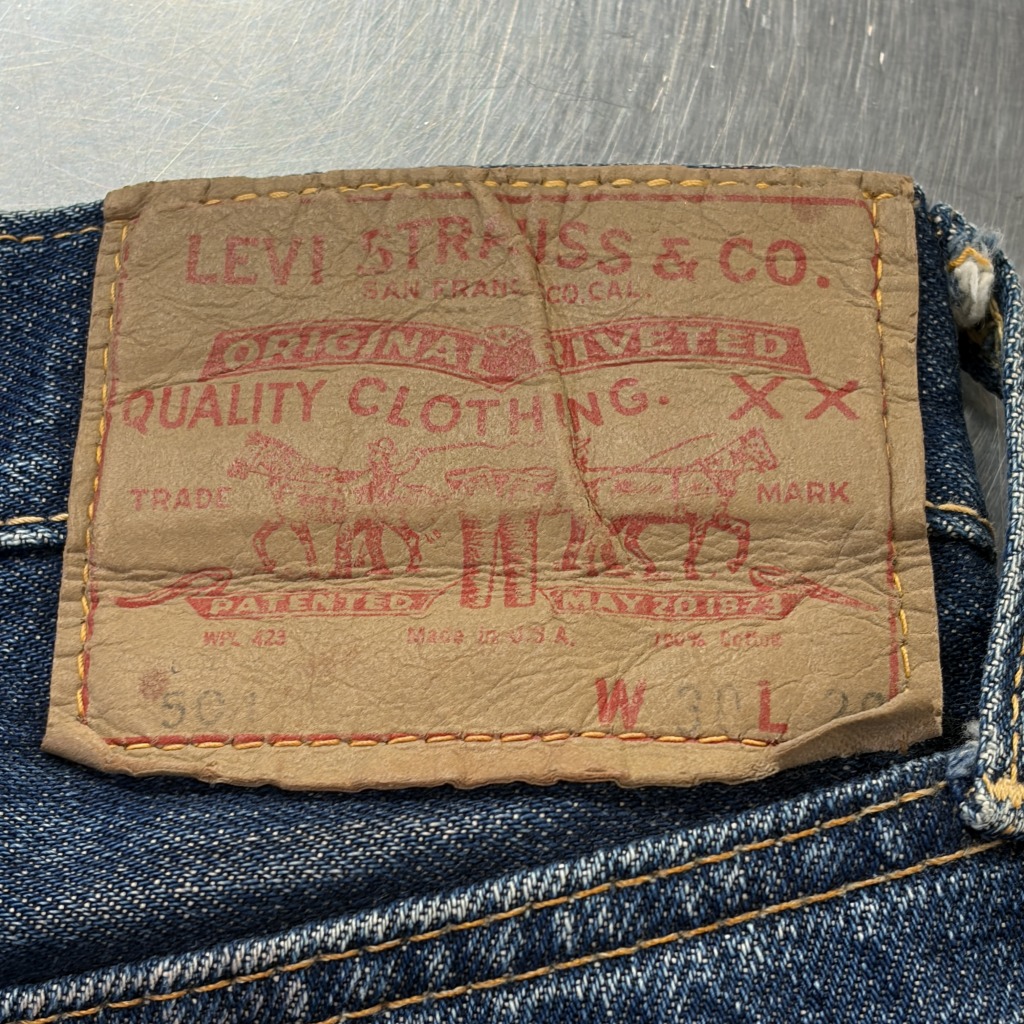 LEVI STRAUSS & CO.
SAN FRANCISCO, CAL.
ORIGINAL RIVETED
QUALITY CLOTHING. XX
TRADE MARK
PATENTED MAY 20 1873
WPL 423 Made in U.S.A. 100% Cotton
501 W 30 L